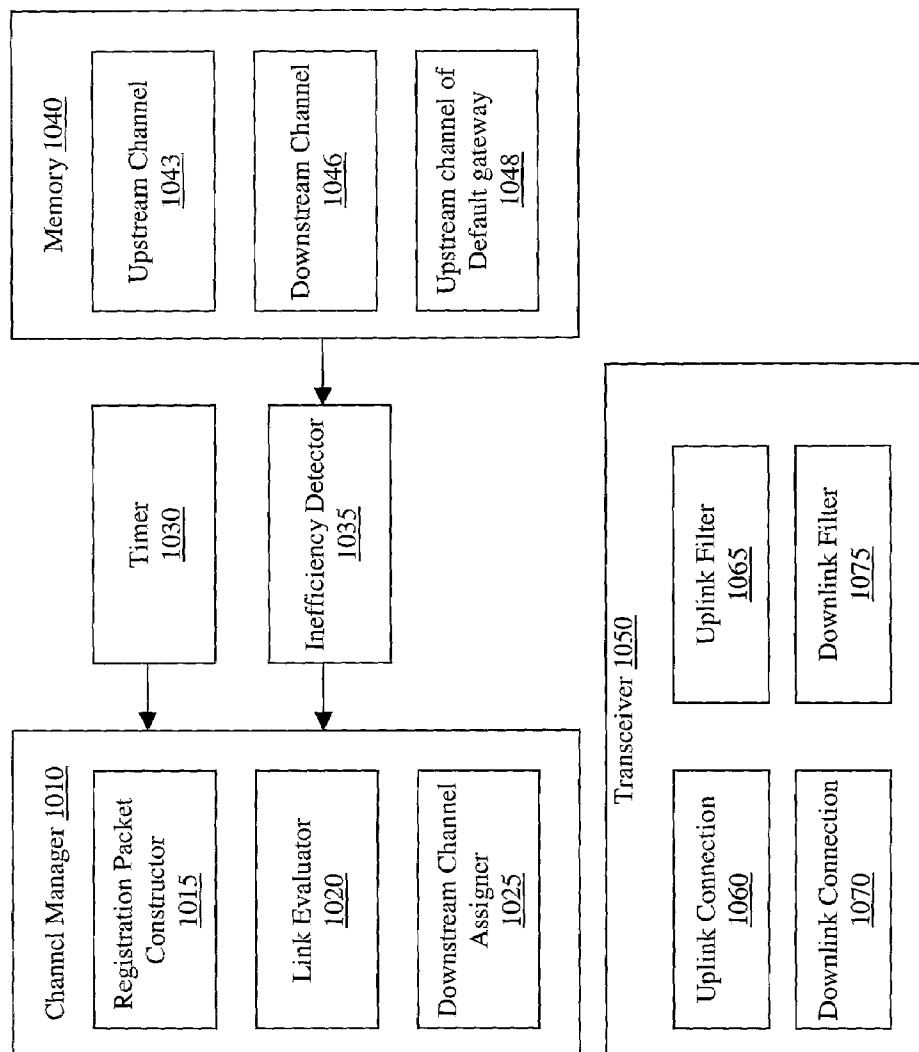 Channel Manager 1010
Registration Packet
Constructor
1015
Link Evaluator
1020
Downstream Channel
Assigner
1025
Timer
1030
Inefficiency Detector
1035
Memory 1040
Upstream Channel
1043
Downstream Channel
1046
Upstream channel of
Default gateway
1048
Transceiver 1050
Uplink Connection
1060
Uplink Filter
1065
Downlink Connection
1070
Downlink Filter
1075